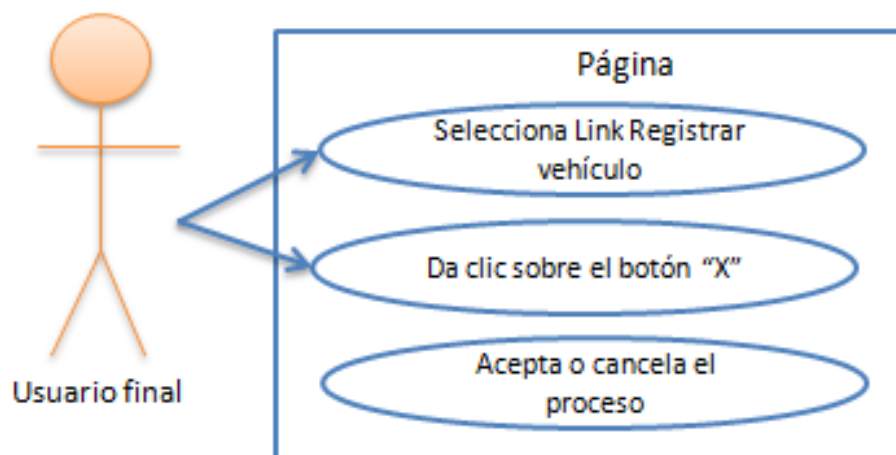 Página
Selecciona Link Registrar
vehículo
Da clic sobre el botón “X”
Acepta o cancela el
proceso
Usuario final